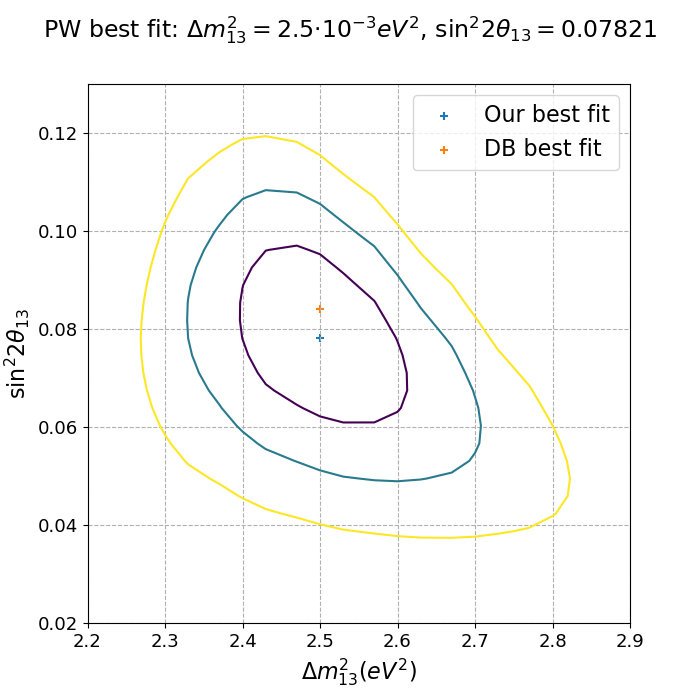 PW best fit: Δm²₁₃ = 2.5·10⁻³eV², sin²2θ₁₃ = 0.07821
Our best fit
DB best fit
0.12
0.10
0.08
0.06
0.04
0.02
sin²2θ₁₃
2.2 2.3 2.4 2.5 2.6 2.7 2.8 2.9
Δm²₁₃(eV²)